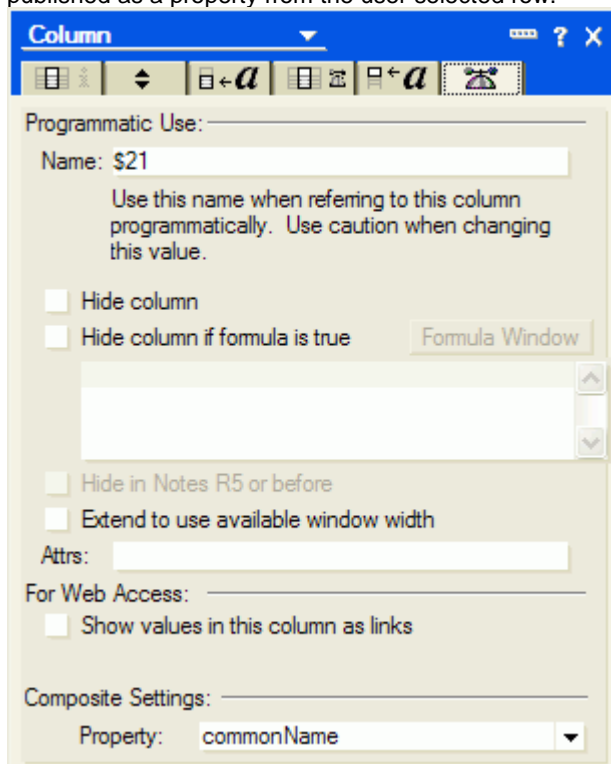 published as a property from the user selected row.
Column
? X
a
a
Programmatic Use:
Name: $21
Use this name when referring to this column
programmatically. Use caution when changing
this value.
Hide column
Hide column if formula is true Formula Window
Hide in Notes R5 or before
Extend to use available window width
Attrs:
For Web Access:
Show values in this column as links
Composite Settings:
Property: commonName